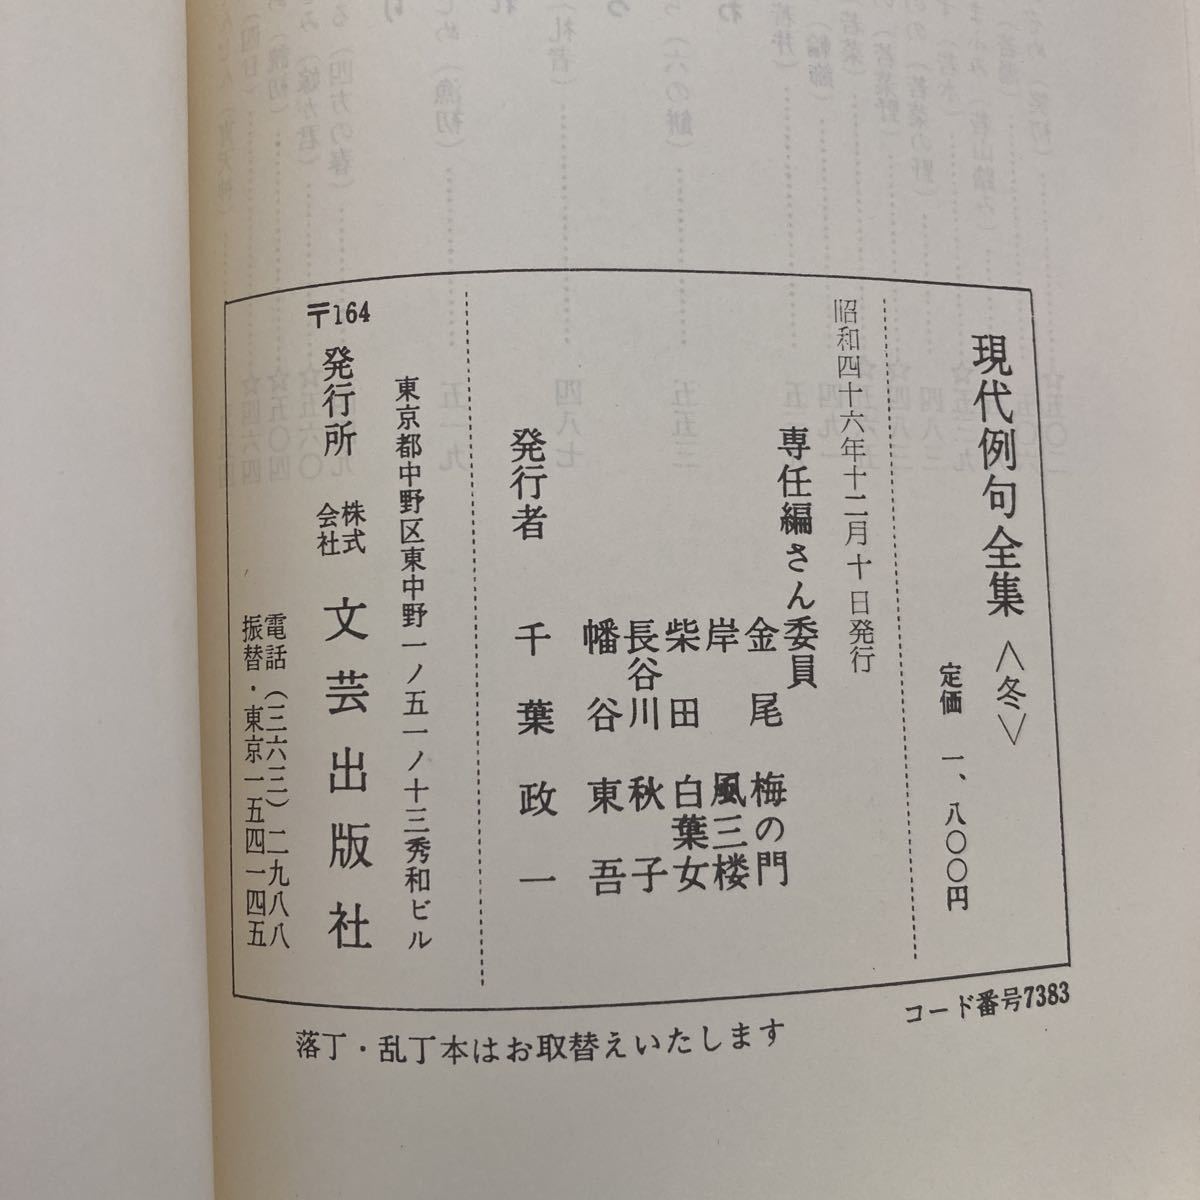 現代例句全集〈冬〉
定価 一、八〇〇円
昭和四十六年十二月十日発行
専任編さん委員
金尾 梅の門
岸 風三楼
柴田 白葉女
長谷川 秋子
幡谷 東吾
発行者 千葉政一
東京都中野区東中野一ノ五一ノ十三秀和ビル
〒164
発行所 株式会社 文芸出版社
電話(三六三)二九八八
振替・東京一五四一四五
コード番号7383
落丁・乱丁本はお取替えいたします